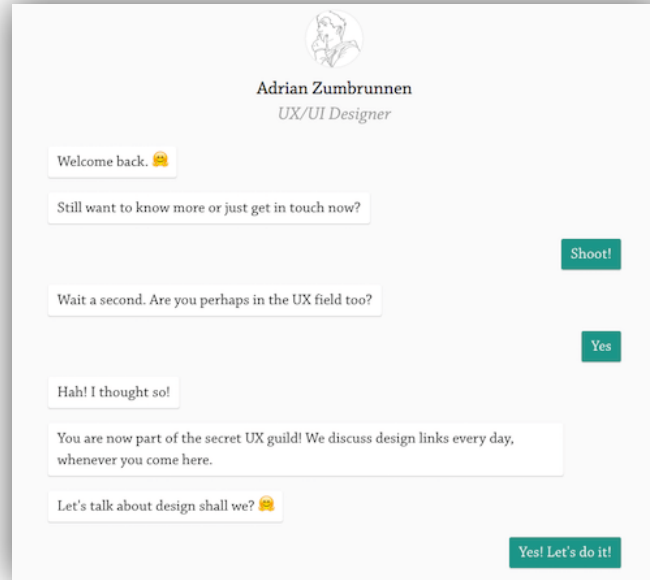 Adrian Zumbrunnen
UX/UI Designer
Welcome back. 🤗
Still want to know more or just get in touch now?
Shoot!
Wait a second. Are you perhaps in the UX field too?
Yes
Hah! I thought so!
You are now part of the secret UX guild! We discuss design links every day,
whenever you come here.
Let's talk about design shall we? 🤗
Yes! Let's do it!